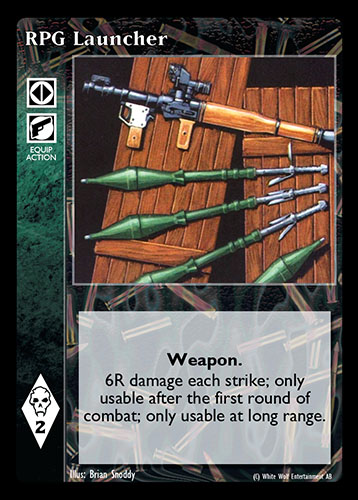 RPG Launcher
EQUIP
ACTION
Weapon.
6R damage each strike; only
usable after the first round of
combat; only usable at long range.
2
Illus: Brian Snoddy
(C) White Wolf Entertainment AB